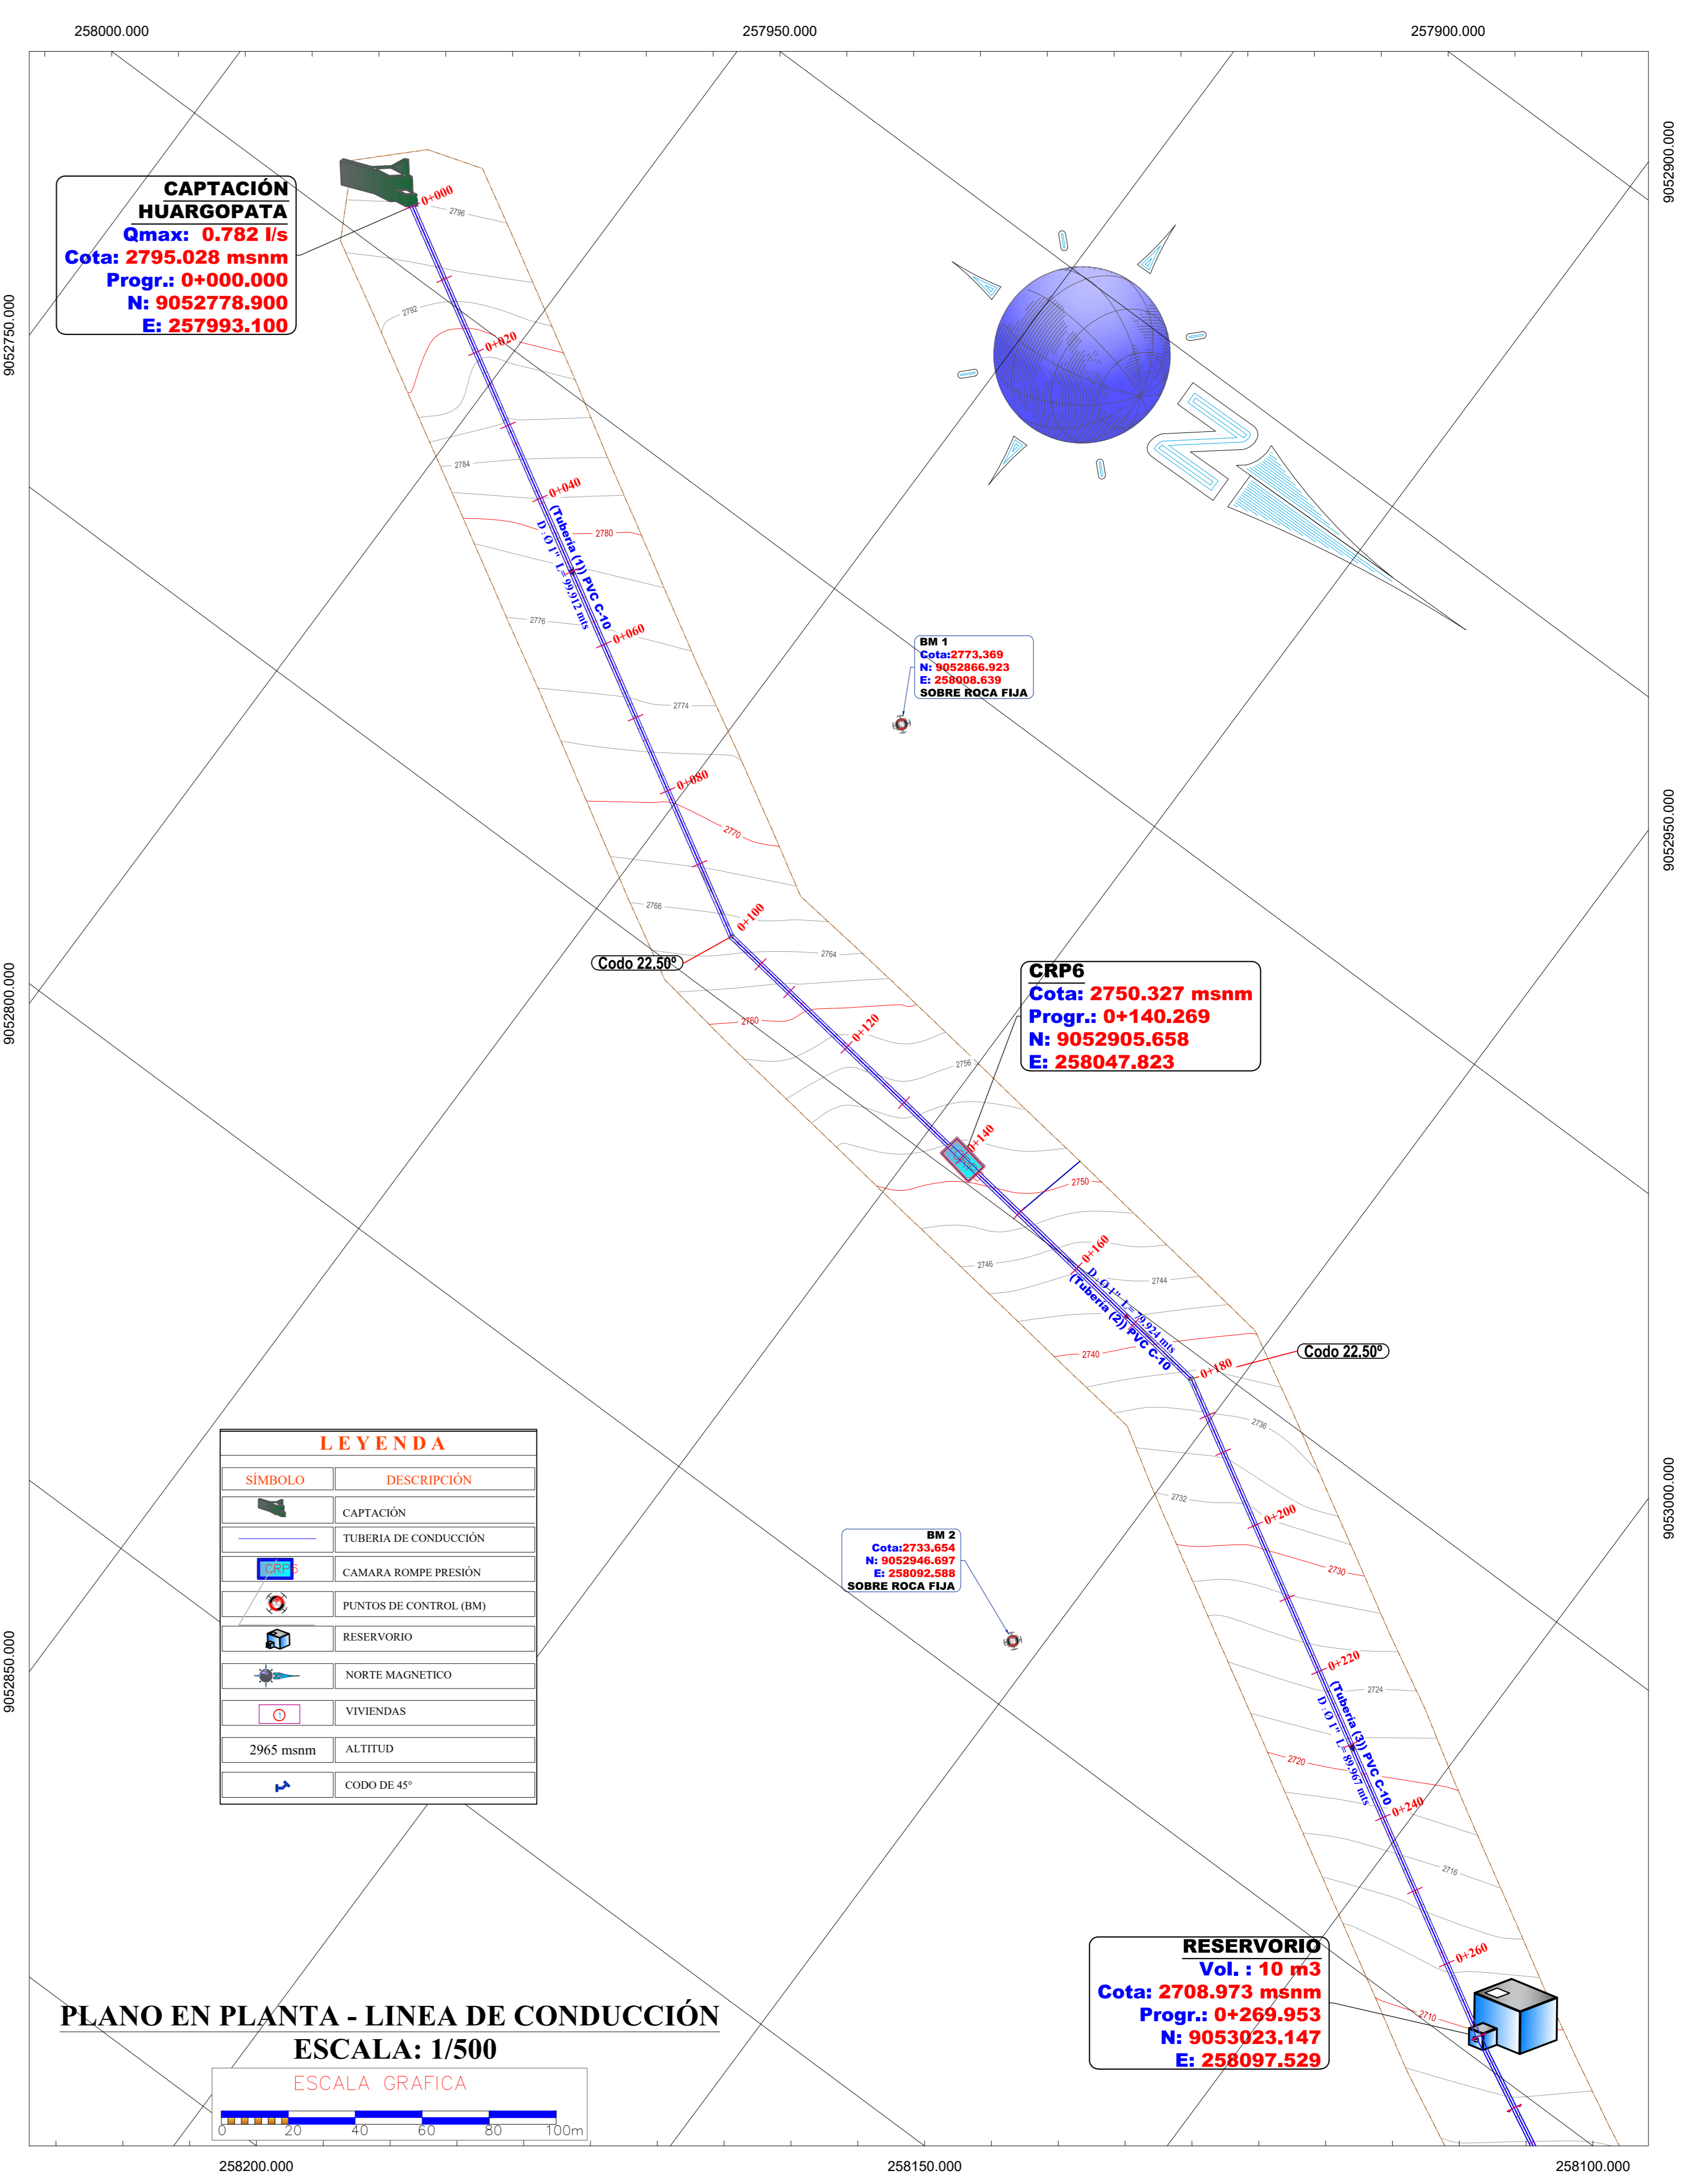 258000.000
257950.000
257900.000
9052900.000
9052950.000
9053000.000
9052750.000
9052800.000
9052850.000
CAPTACIÓN
HUARGOPATA
Qmax: 0.782 l/s
Cota: 2795.028 msnm
Progr.: 0+000.000
N: 9052778.900
E: 257993.100
0+000
2796
2792
0+020
2784
0+040
2780
(Tubería (1)) PVC C-10
D : Ø 1" L= 99.912 mts
2776
0+060
2774
0+080
2770
2766
0+100
2764
Codo 22.50º
N
BM 1
Cota:2773.369
N: 9052866.923
E: 258008.639
SOBRE ROCA FIJA
CRP6
Cota: 2750.327 msnm
Progr.: 0+140.269
N: 9052905.658
E: 258047.823
2760
0+120
2756
0+140
2750
0+160
2746
2744
D : Ø 1" L= 79.924 mts
(Tubería (2)) PVC C-10
2740
0+180
Codo 22.50º
2736
2732
0+200
2730
BM 2
Cota:2733.654
N: 9052946.697
E: 258092.588
SOBRE ROCA FIJA
0+220
2724
(Tubería (3)) PVC C-10
D : Ø 1" L= 89.967 mts
2720
0+240
2716
0+260
2710
RESERVORIO
Vol. : 10 m3
Cota: 2708.973 msnm
Progr.: 0+269.953
N: 9053023.147
E: 258097.529
LEYENDA
SÍMBOLO DESCRIPCIÓN
CAPTACIÓN
TUBERIA DE CONDUCCIÓN
CRP6 CAMARA ROMPE PRESIÓN
PUNTOS DE CONTROL (BM)
RESERVORIO
NORTE MAGNETICO
1 VIVIENDAS
2965 msnm ALTITUD
CODO DE 45°
PLANO EN PLANTA - LINEA DE CONDUCCIÓN
ESCALA: 1/500
ESCALA GRAFICA
0 20 40 60 80 100m
258200.000
258150.000
258100.000